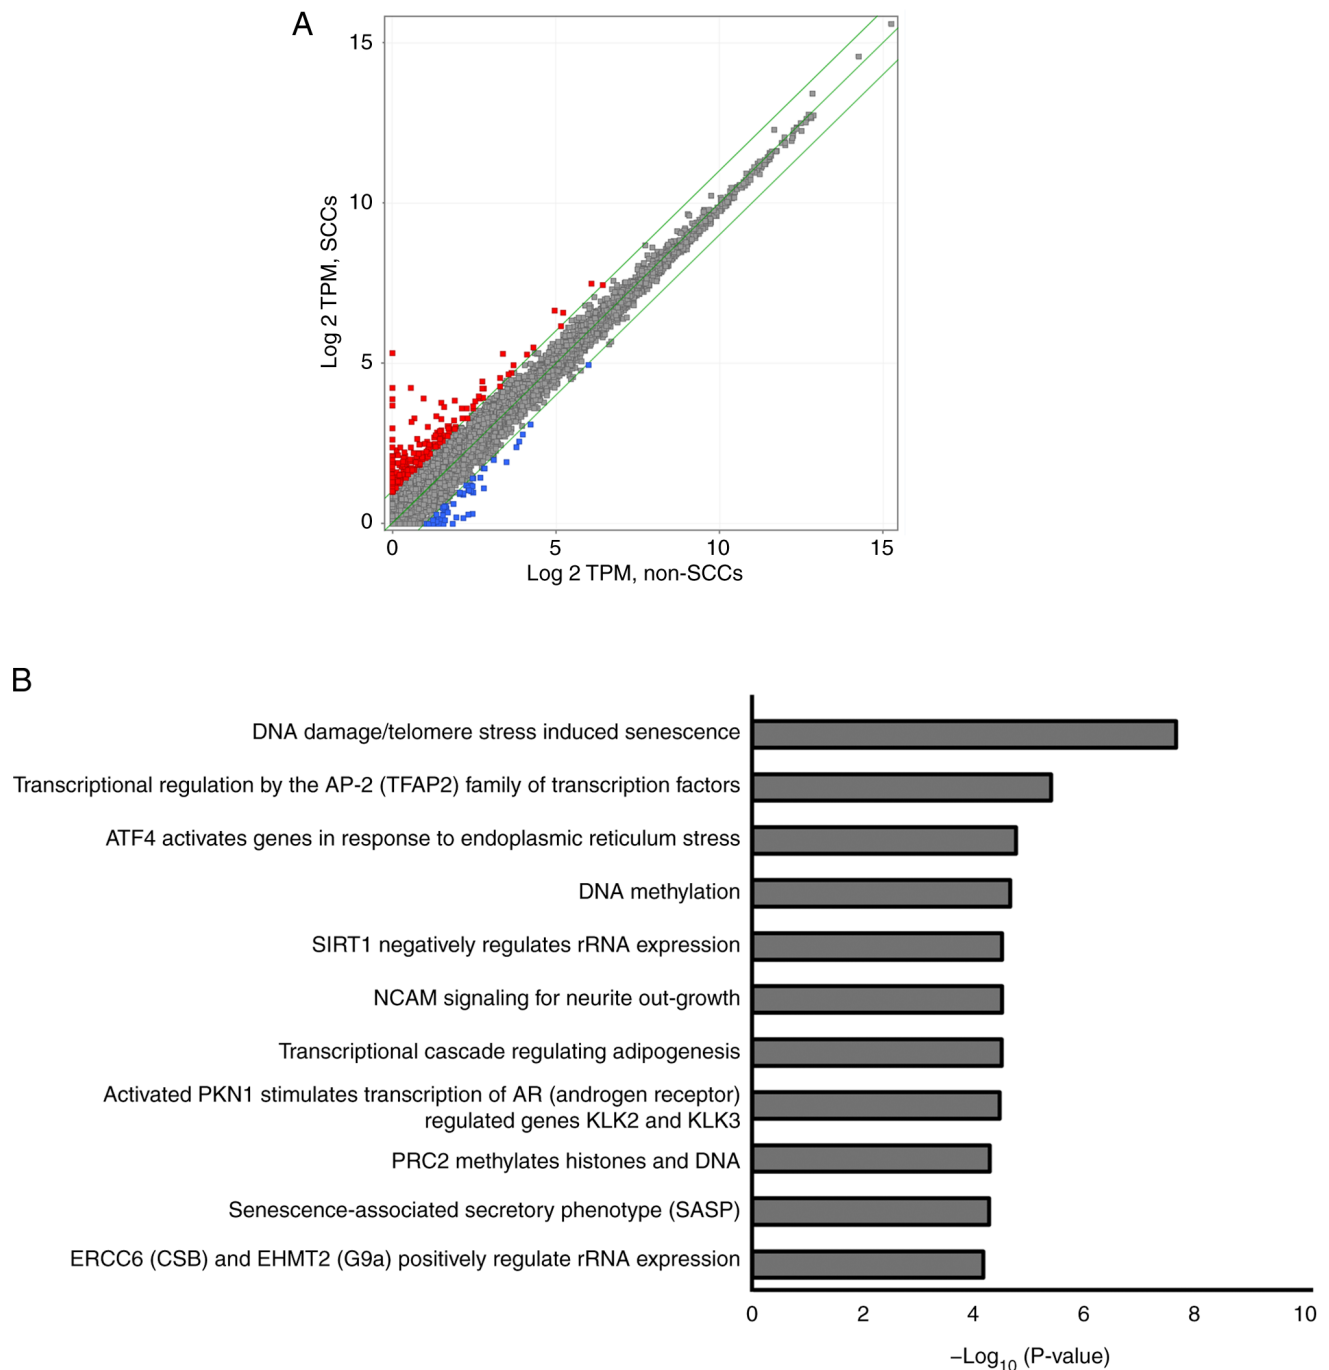 A
15
10
5
0
Log 2 TPM, SCCs
0 5 10 15
Log 2 TPM, non-SCCs
B
DNA damage/telomere stress induced senescence
Transcriptional regulation by the AP-2 (TFAP2) family of transcription factors
ATF4 activates genes in response to endoplasmic reticulum stress
DNA methylation
SIRT1 negatively regulates rRNA expression
NCAM signaling for neurite out-growth
Transcriptional cascade regulating adipogenesis
Activated PKN1 stimulates transcription of AR (androgen receptor)
regulated genes KLK2 and KLK3
PRC2 methylates histones and DNA
Senescence-associated secretory phenotype (SASP)
ERCC6 (CSB) and EHMT2 (G9a) positively regulate rRNA expression
0 2 4 6 8 10
−Log10 (P-value)